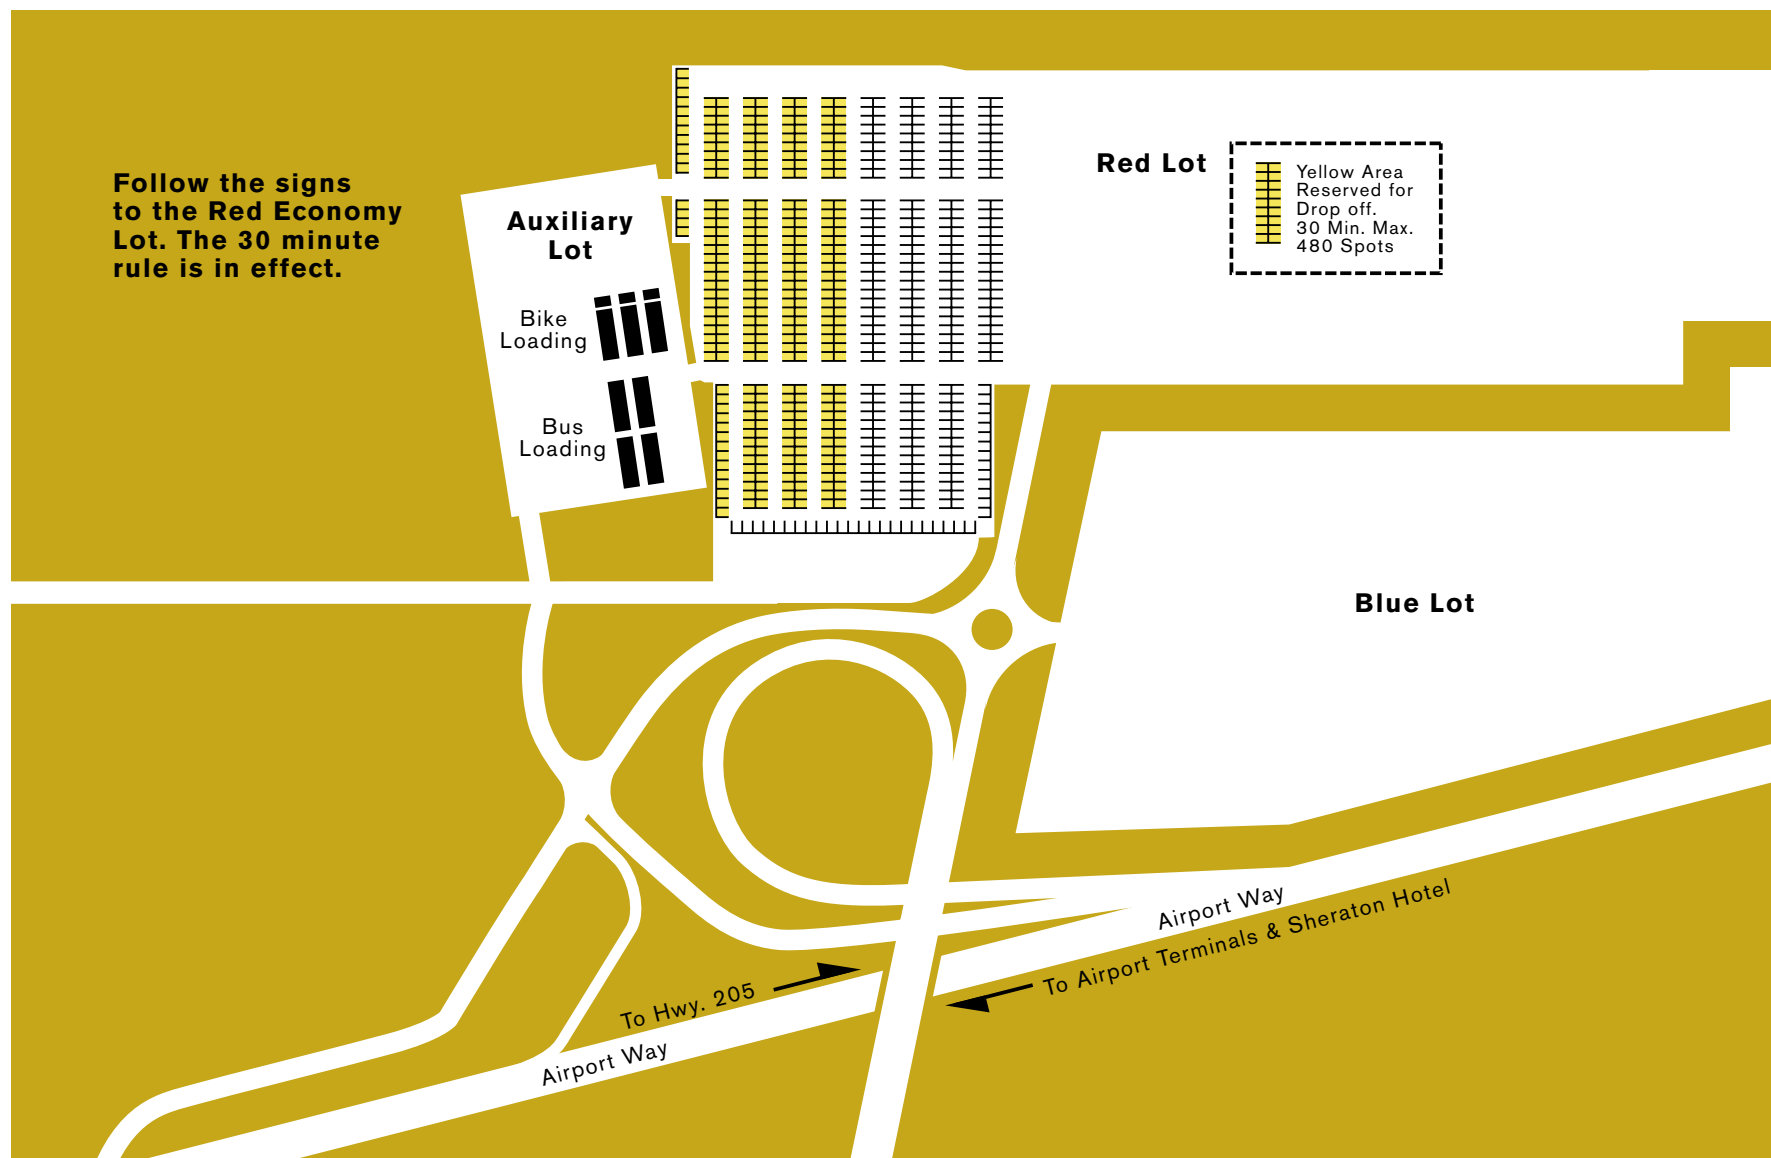 Follow the signs
to the Red Economy
Lot. The 30 minute
rule is in effect.
Auxiliary
Lot
Bike
Loading
Bus
Loading
Red Lot
Yellow Area
Reserved for
Drop off.
30 Min. Max.
480 Spots
Blue Lot
Airport Way
To Airport Terminals & Sheraton Hotel
To Hwy. 205
Airport Way